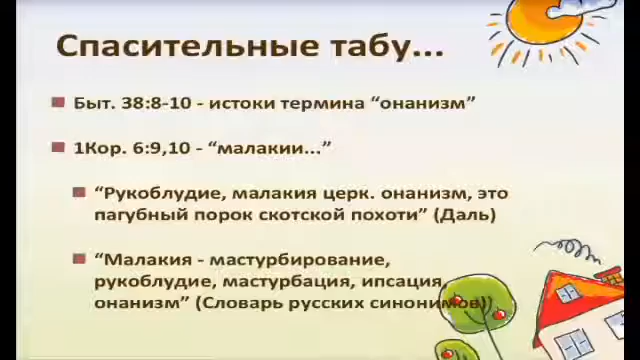 Спасительные табу...
Быт. 38:8-10 - истоки термина “онанизм”
1Кор. 6:9,10 - “малакии...”
“Рукоблудие, малакия церк. онанизм, это
пагубный порок скотской похоти” (Даль)
“Малакия - мастурбирование,
рукоблудие, мастурбация, ипсация,
онанизм” (Словарь русских синонимов))